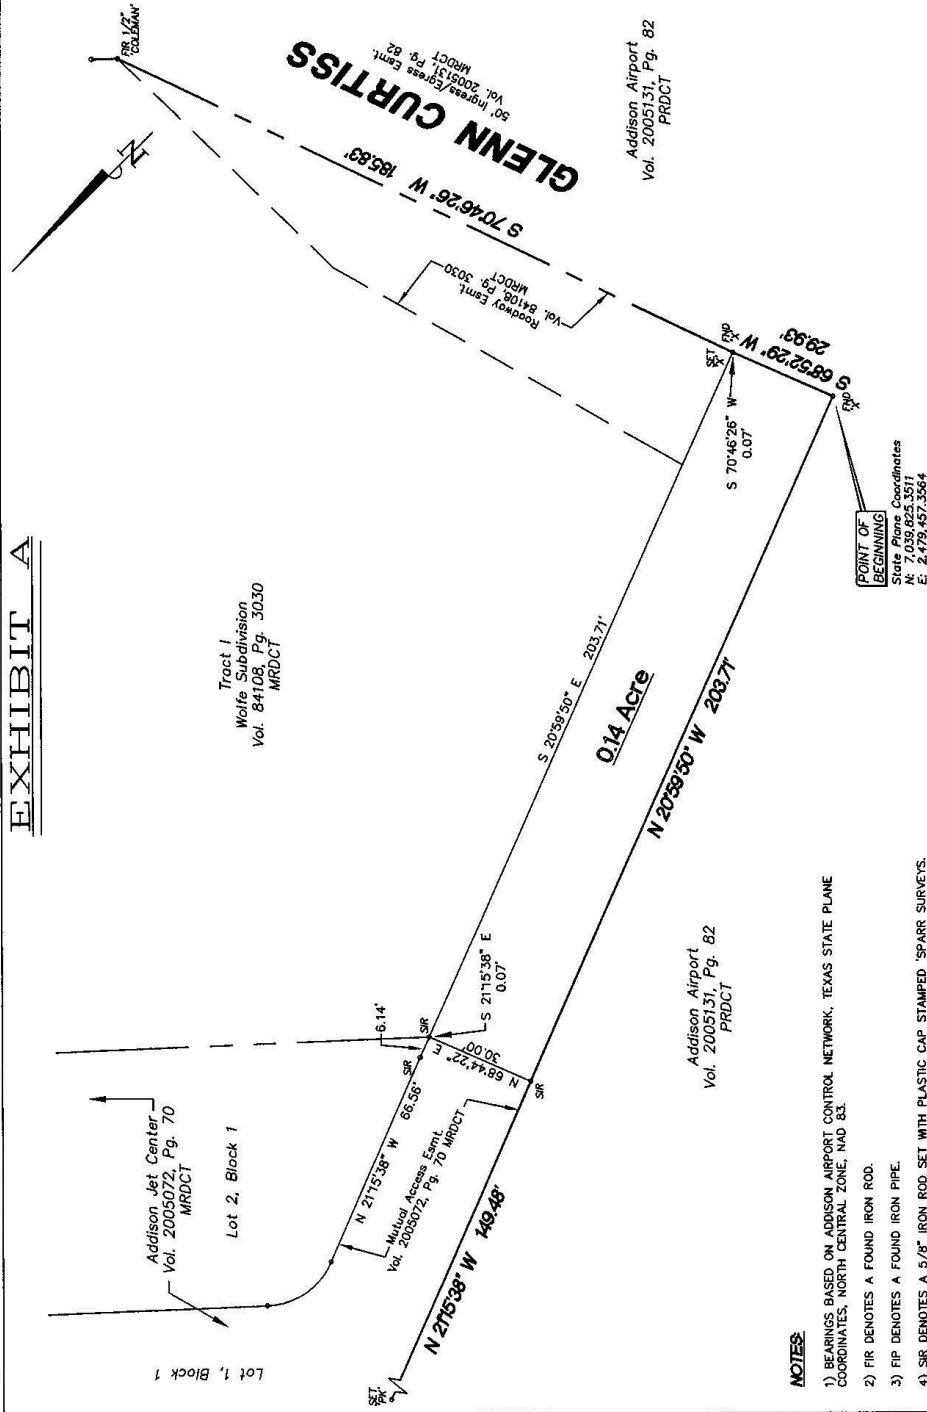 EXHIBIT A
FIR 1/2"
'COLEMAN'
N
GLENN CURTISS
50' Ingress/Egress Esmt.
Vol. 2005131, Pg. 82
MRDCT
Addison Airport
Vol. 2005131, Pg. 82
PRDCT
S 70°46'26" W 185.83'
Roadway Esmt.
Vol. 84108, Pg. 3030
MRDCT
Tract 1
Wolfe Subdivision
Vol. 84108, Pg. 3030
MRDCT
SET
'X'
FND
'X'
S 68°52'29" W
29.93'
FND
'X'
S 70°46'26" W
0.07'
POINT OF
BEGINNING
State Plane Coordinates
N: 7,039,825.3511
E: 2,479,457.3564
S 20°59'50" E 203.71'
0.14 Acre
N 20°59'50" W 203.71'
Addison Jet Center
Vol. 2005072, Pg. 70
MRDCT
Lot 2, Block 1
Lot 1, Block 1
6.14'
SIR
SIR
S 21°15'38" E
0.07'
N 68°44'22" E
30.00'
SIR
N 21°15'38" W 66.56'
Mutual Access Esmt.
Vol. 2005072, Pg. 70 MRDCT
N 21°15'38" W 149.48'
SET
'PK'
Addison Airport
Vol. 2005131, Pg. 82
PRDCT
NOTES:
1) BEARINGS BASED ON ADDISON AIRPORT CONTROL NETWORK, TEXAS STATE PLANE
COORDINATES, NORTH CENTRAL ZONE, NAD 83.
2) FIR DENOTES A FOUND IRON ROD.
3) FIP DENOTES A FOUND IRON PIPE.
4) SIR DENOTES A 5/8" IRON ROD SET WITH PLASTIC CAP STAMPED 'SPARR SURVEYS.